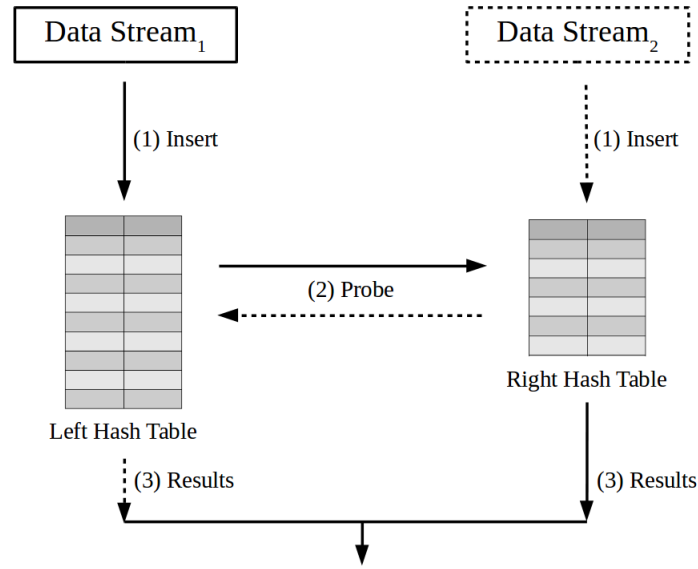 Data Stream₁
Data Stream₂
(1) Insert
(1) Insert
(2) Probe
Left Hash Table
Right Hash Table
(3) Results
(3) Results